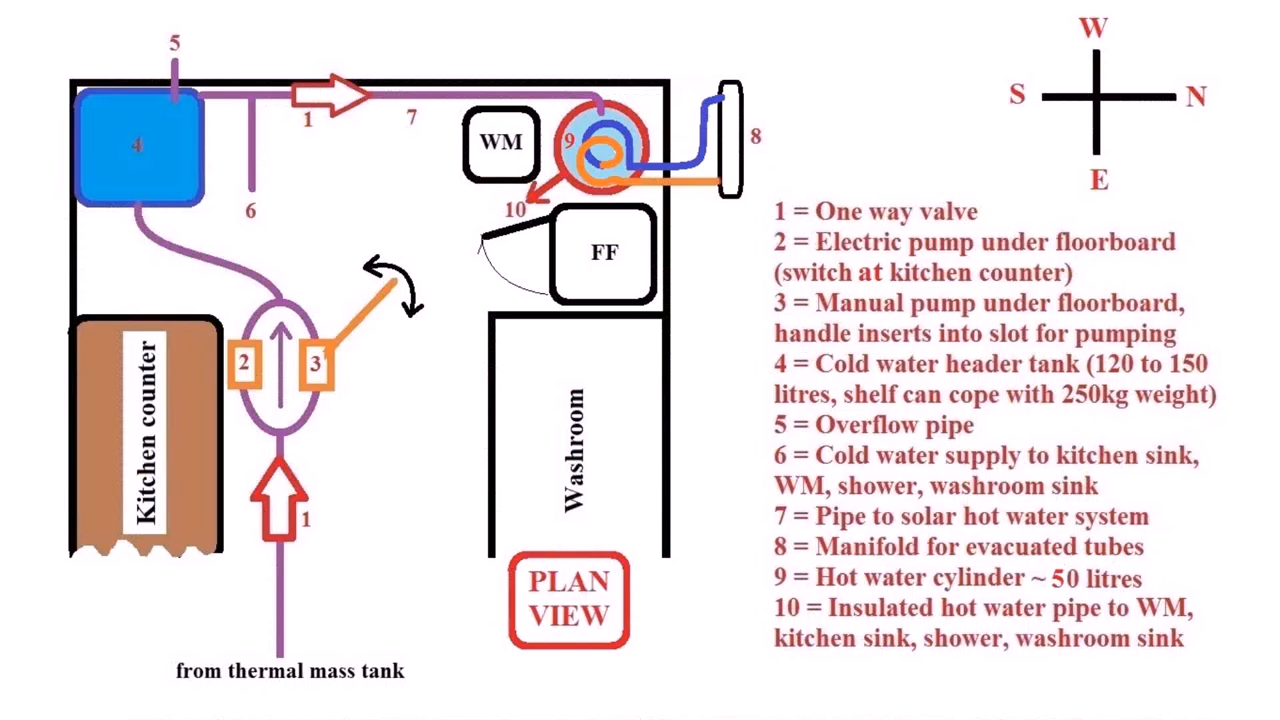 5
W
S
N
E
1
7
4
WM
9
8
6
10
FF
1 = One way valve
2 = Electric pump under floorboard
(switch at kitchen counter)
3 = Manual pump under floorboard,
handle inserts into slot for pumping
4 = Cold water header tank (120 to 150
litres, shelf can cope with 250kg weight)
5 = Overflow pipe
6 = Cold water supply to kitchen sink,
WM, shower, washroom sink
7 = Pipe to solar hot water system
8 = Manifold for evacuated tubes
9 = Hot water cylinder ~ 50 litres
10 = Insulated hot water pipe to WM,
kitchen sink, shower, washroom sink
2
3
Kitchen counter
Washroom
1
PLAN
VIEW
from thermal mass tank